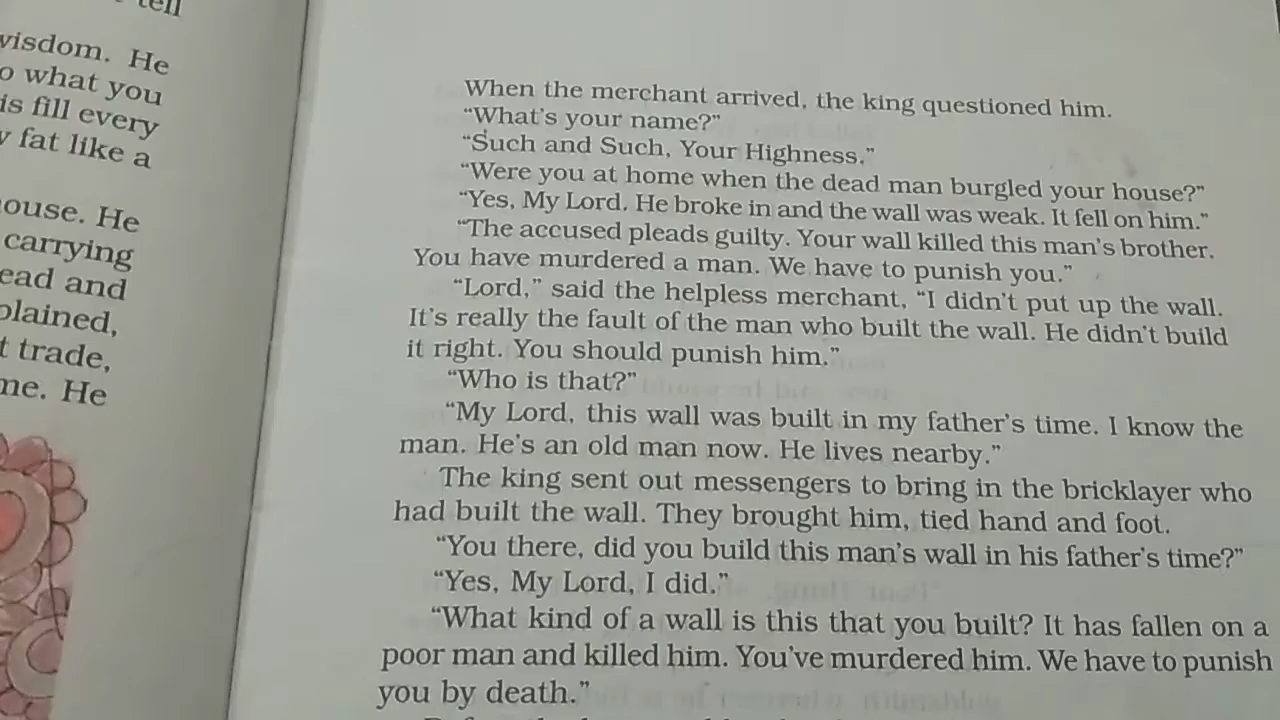 tell
wisdom. He
what you
is fill every
fat like a
house. He
carrying
and
t trade,
He
When the merchant arrived, the king questioned him.
“What's your name?”
“Such and Such, Your Highness.”
“Were you at home when the dead man burgled your house?”
“Yes, My Lord. He broke in and the wall was weak. It fell on him.”
“The accused pleads guilty. Your wall killed this man's brother.
You have murdered a man. We have to punish you.”
“Lord,” said the helpless merchant, “I didn't put up the wall.
It's really the fault of the man who built the wall. He didn't build
it right. You should punish him.”
“Who is that?”
“My Lord, this wall was built in my father's time. I know the
man. He's an old man now. He lives nearby.”
The king sent out messengers to bring in the bricklayer who
had built the wall. They brought him, tied hand and foot.
“You there, did you build this man's wall in his father's time?”
“Yes, My Lord, I did.”
“What kind of a wall is this that you built? It has fallen on a
poor man and killed him. You've murdered him. We have to punish
you by death.”